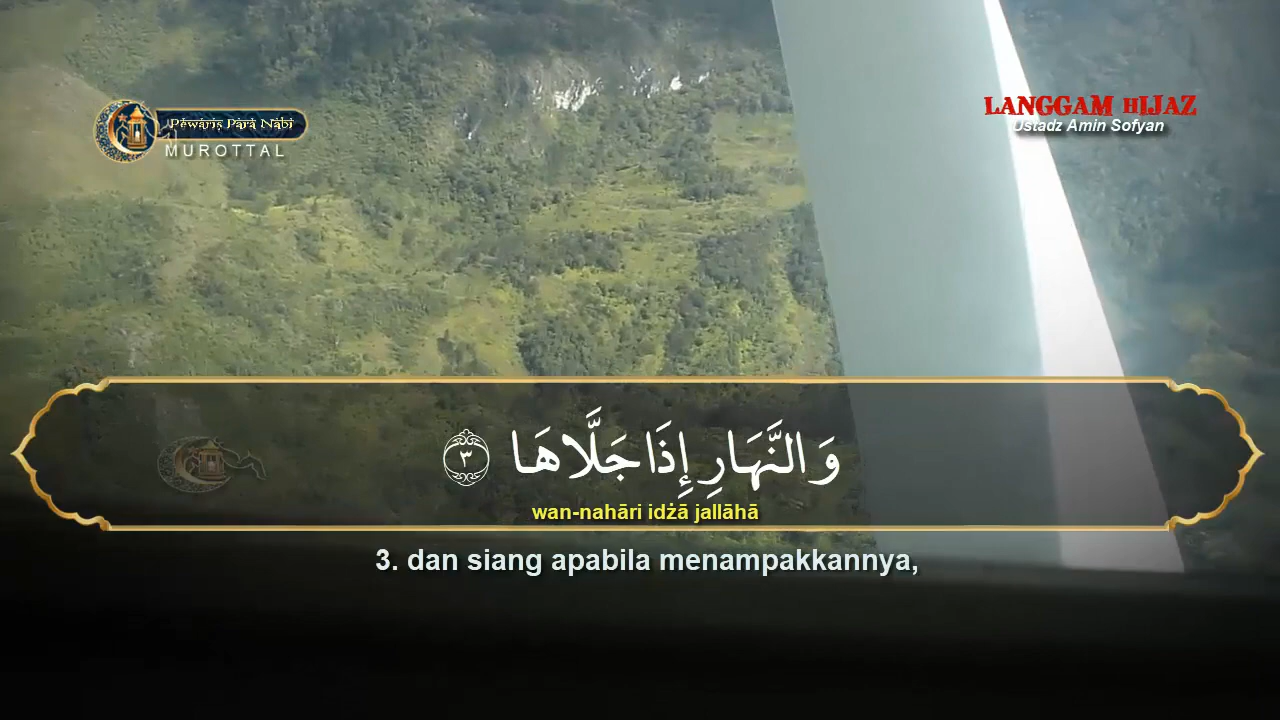 Pewaris Para Nabi
MUROTTAL
LANGGAM HIJAZ
Ustadz Amin Sofyan
وَالنَّهَارِ إِذَا جَلَّاهَا ٣
wan-nahāri idżā jallāhā
3. dan siang apabila menampakkannya,